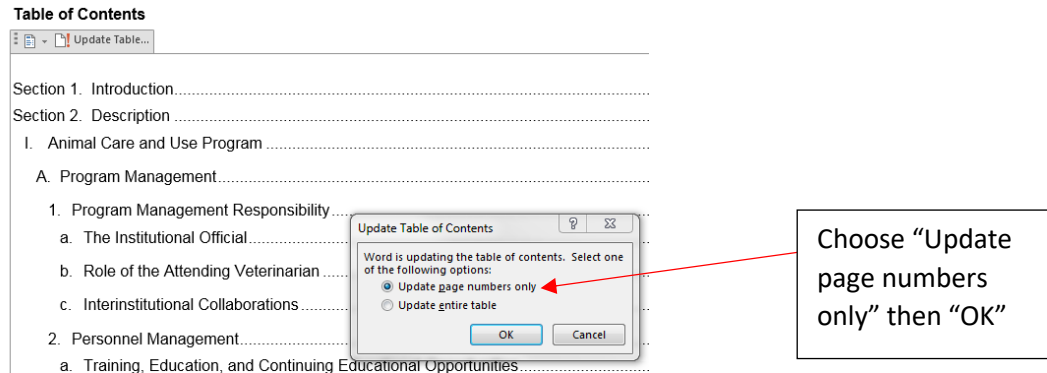 Table of Contents
Update Table...
Section 1. Introduction........................................................................
Section 2. Description ........................................................................
I. Animal Care and Use Program ........................................................................
A. Program Management........................................................................
1. Program Management Responsibility....
a. The Institutional Official........................
b. Role of the Attending Veterinarian ......
c. Interinstitutional Collaborations...........
2. Personnel Management........................
a. Training, Education, and Continuing Educational Opportunities................................
Update Table of Contents
Word is updating the table of contents. Select one
of the following options:
Update page numbers only
Update entire table
OK Cancel
Choose “Update
page numbers
only” then “OK”